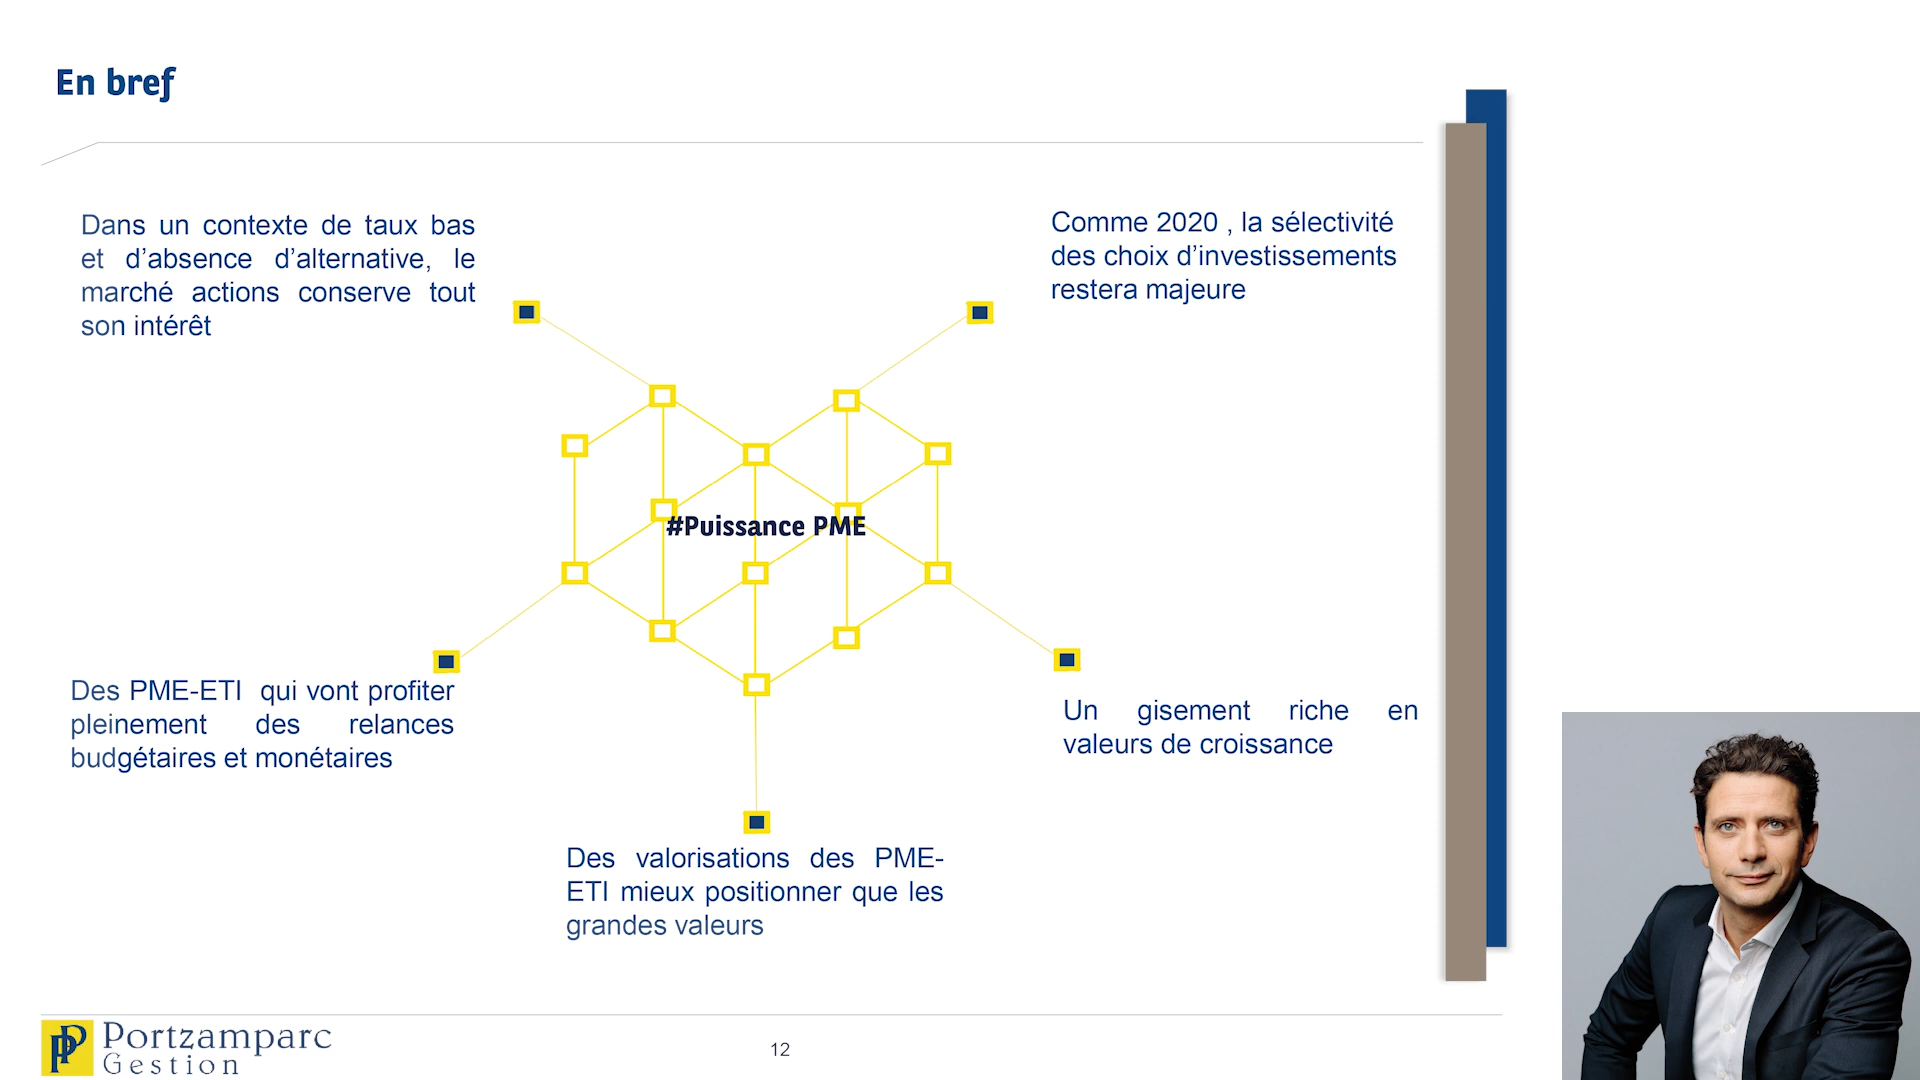 En bref
Dans un contexte de taux bas
et d’absence d’alternative, le
marché actions conserve tout
son intérêt
Comme 2020 , la sélectivité
des choix d’investissements
restera majeure
#Puissance PME
Des PME-ETI qui vont profiter
pleinement des relances
budgétaires et monétaires
Un gisement riche en
valeurs de croissance
Des valorisations des PME-
ETI mieux positionner que les
grandes valeurs
Portzamparc
Gestion
12